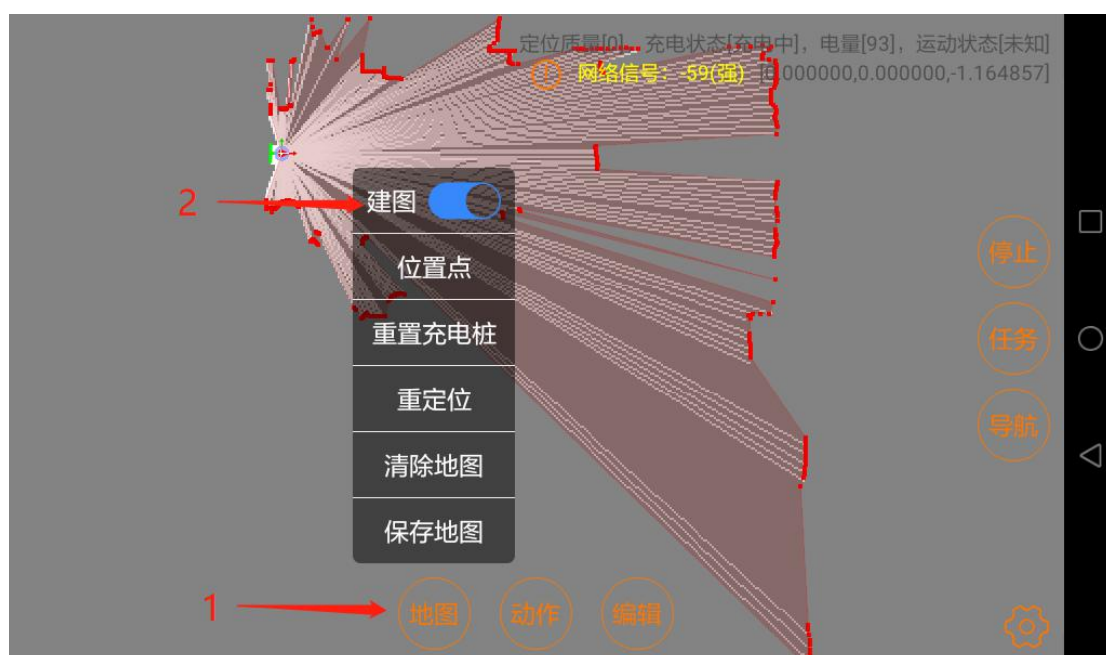 定位质量[0]，充电状态[充电中]，电量[93]，运动状态[未知]
网络信号：-59(强) [0.000000,0.000000,-1.164857]
2
建图
位置点
停止
重置充电桩
任务
重定位
导航
清除地图
保存地图
1
地图 动作 编辑